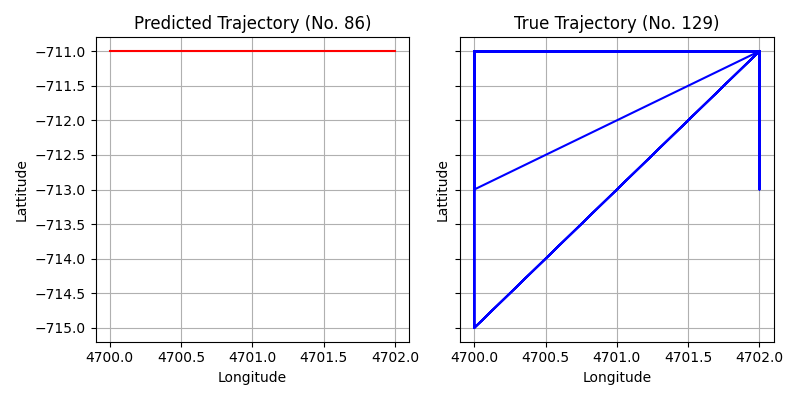 Predicted Trajectory (No. 86)
True Trajectory (No. 129)
−711.0
−711.5
−712.0
−712.5
−713.0
−713.5
−714.0
−714.5
−715.0
Lattitude
Lattitude
4700.0 4700.5 4701.0 4701.5 4702.0
4700.0 4700.5 4701.0 4701.5 4702.0
Longitude
Longitude